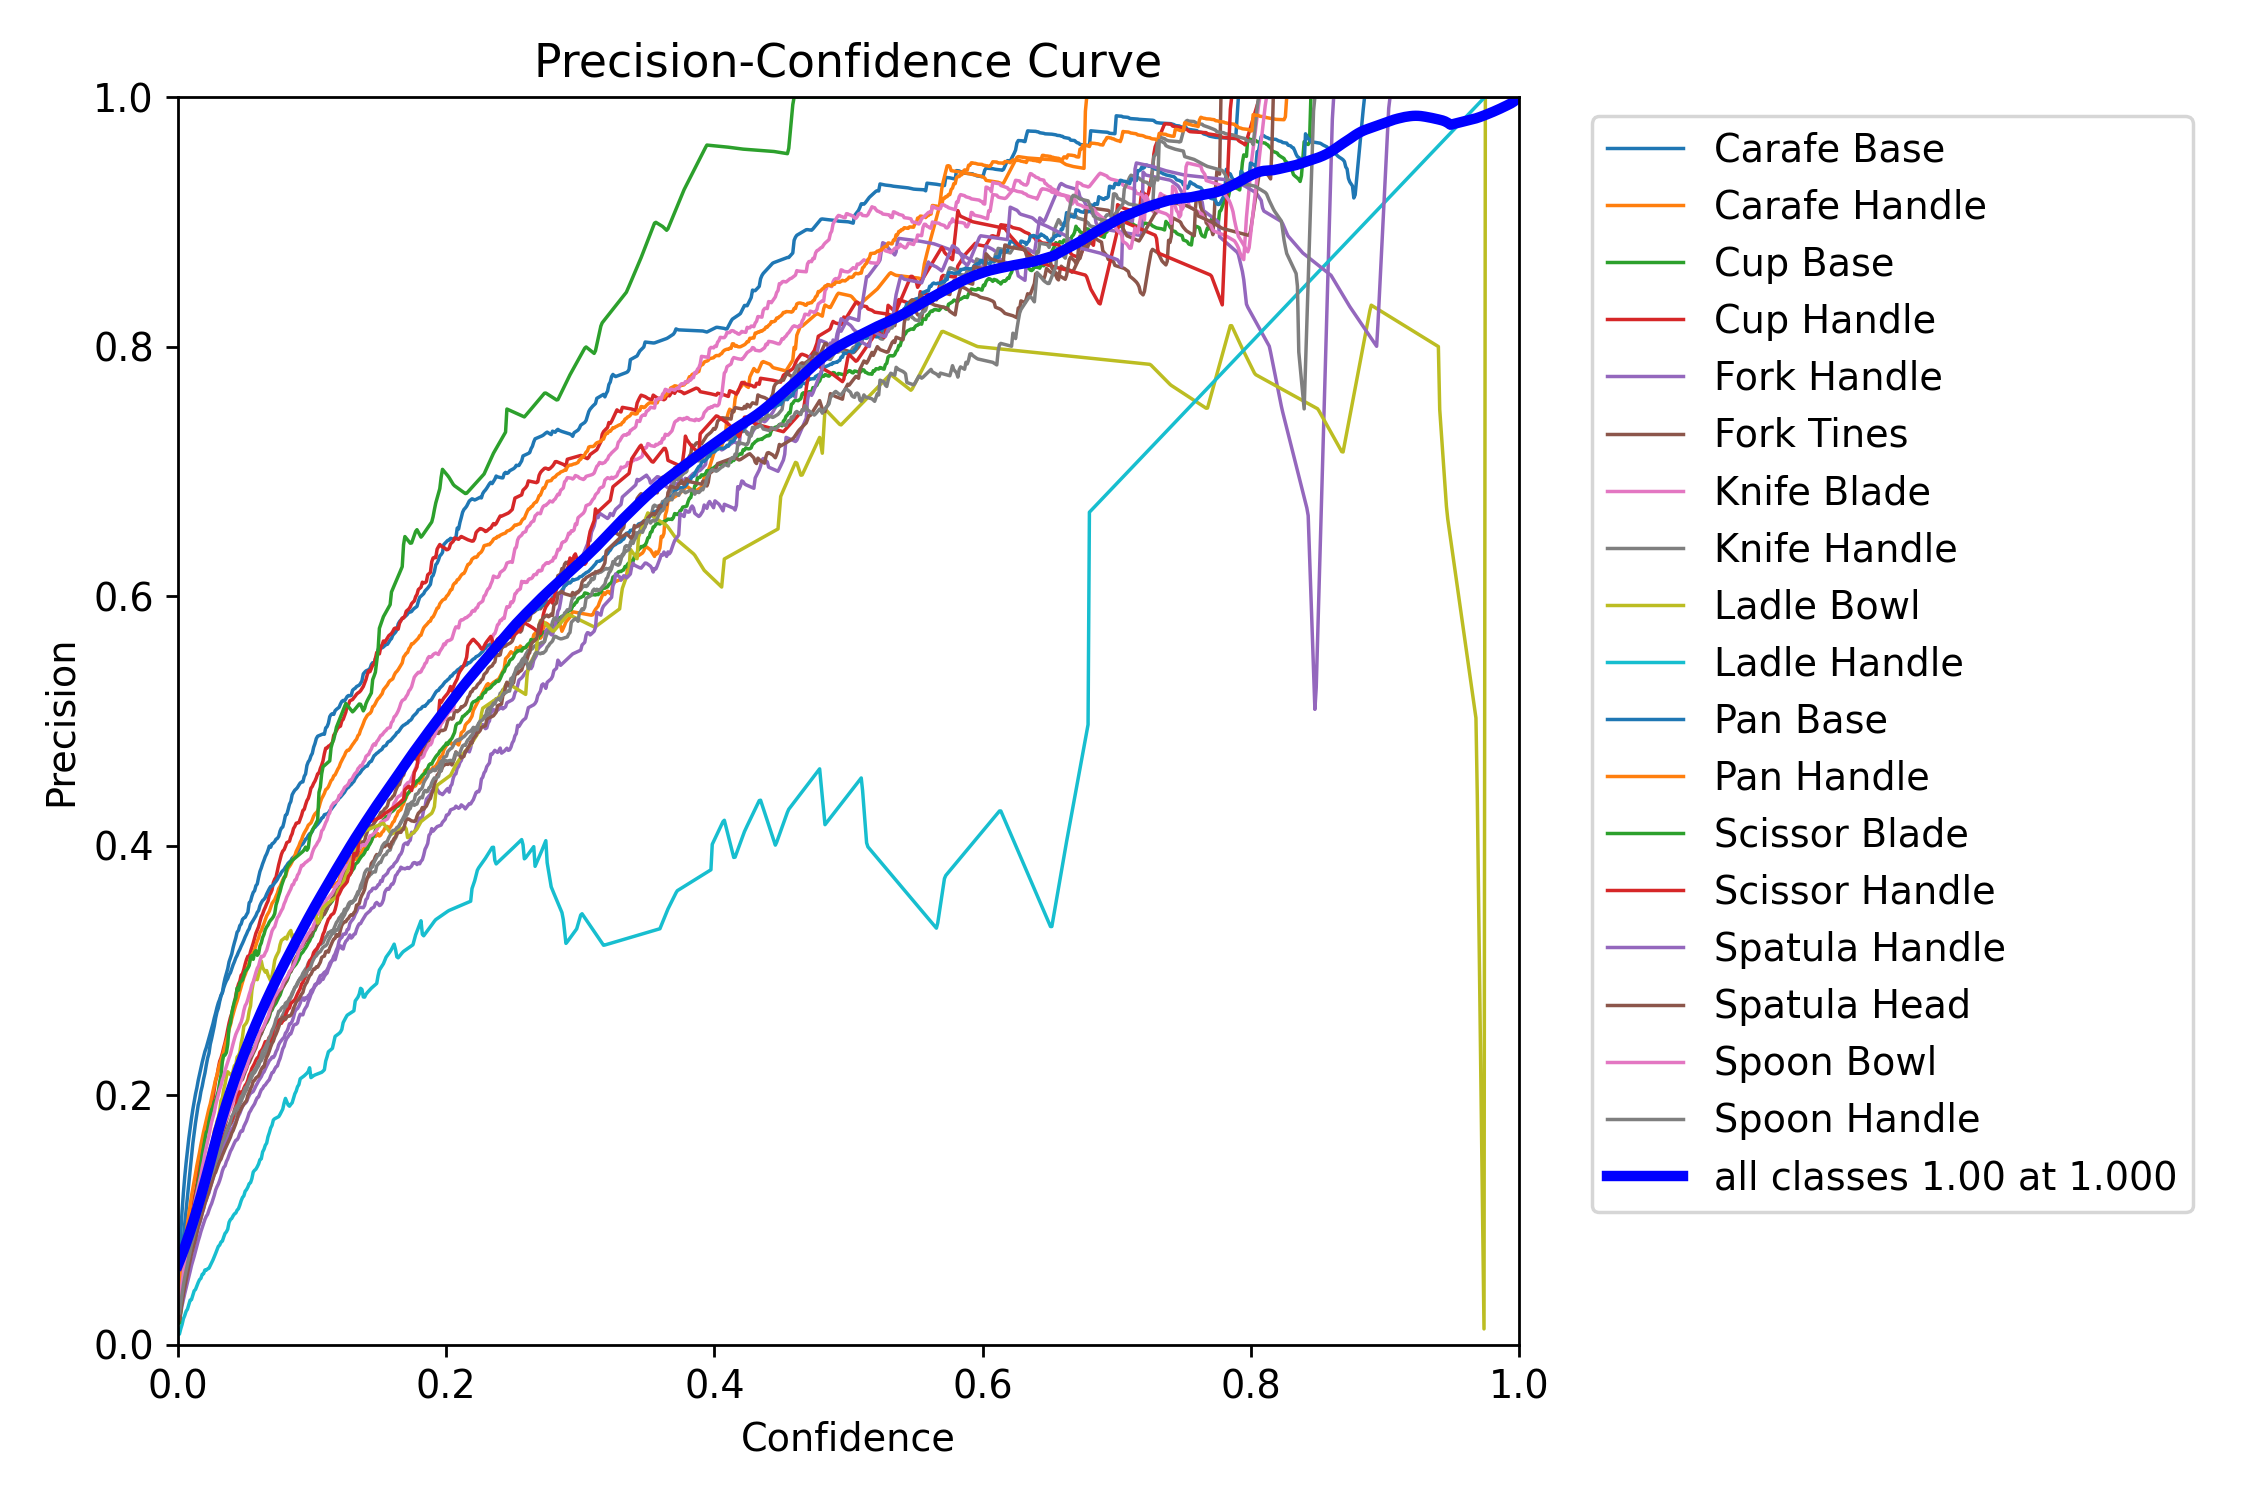 Precision-Confidence Curve
Precision
1.0
0.8
0.6
0.4
0.2
0.0
0.0 0.2 0.4 0.6 0.8 1.0
Confidence
Carafe Base
Carafe Handle
Cup Base
Cup Handle
Fork Handle
Fork Tines
Knife Blade
Knife Handle
Ladle Bowl
Ladle Handle
Pan Base
Pan Handle
Scissor Blade
Scissor Handle
Spatula Handle
Spatula Head
Spoon Bowl
Spoon Handle
all classes 1.00 at 1.000